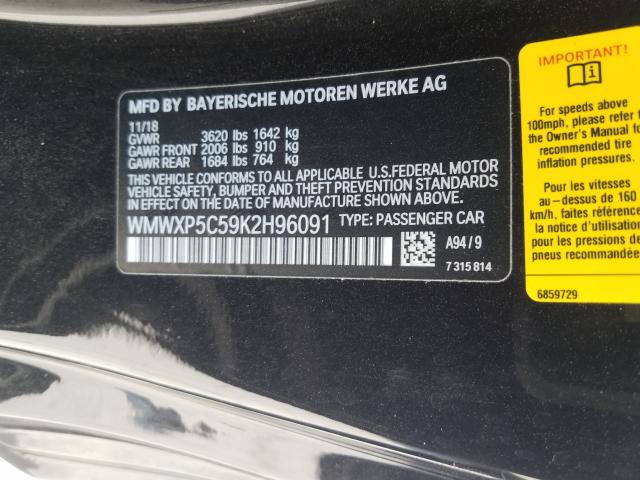 MFD BY BAYERISCHE MOTOREN WERKE AG
11/18
GVWR 3620 lbs 1642 kg
GAWR FRONT 2006 lbs 910 kg
GAWR REAR 1684 lbs 764 kg
THIS VEHICLE CONFORMS TO ALL APPLICABLE U.S.FEDERAL MOTOR
VEHICLE SAFETY, BUMPER AND THEFT PREVENTION STANDARDS
IN EFFECT ON THE DATE OF MANUFACTURE SHOWN ABOVE.
WMWXP5C59K2H96091 TYPE: PASSENGER CAR
A94/9
7 315 814
IMPORTANT!
For speeds above
100mph, please refer t
the Owner's Manual fo
recommended tire
inflation pressures.
Pour les vitesses
au-dessus de 160
km/h, faites référence
la notice d'utilisation
pour les pressions de
pneus recommandée
6859729